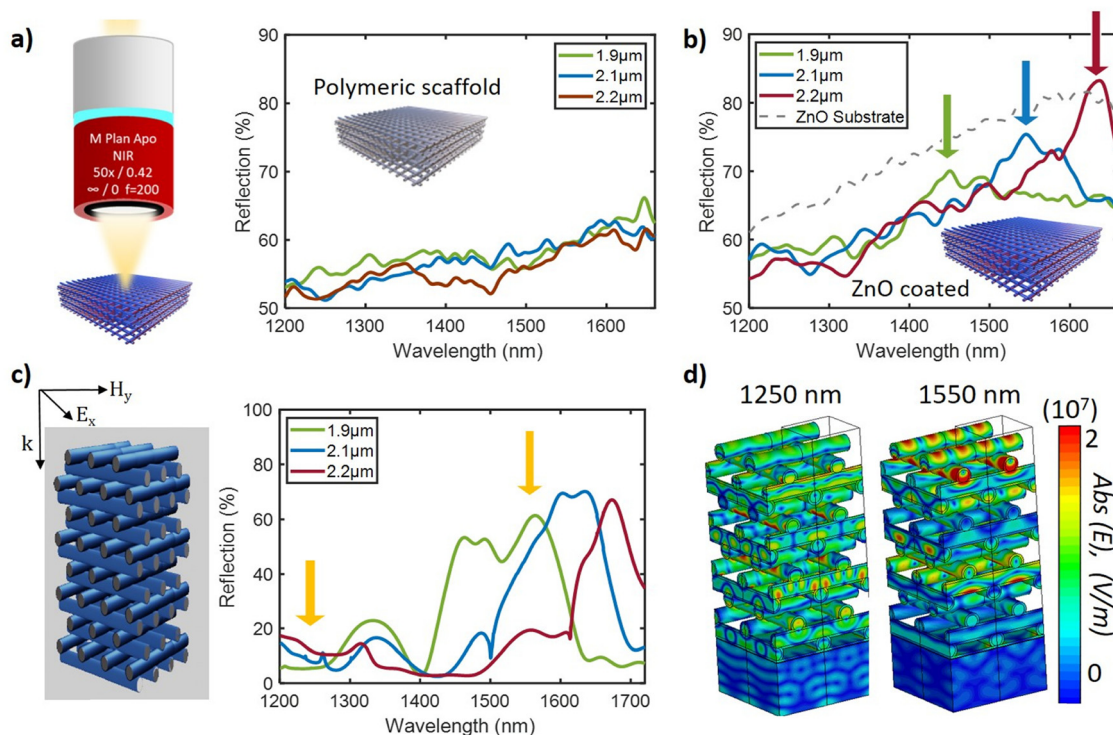 a)
M Plan Apo
NIR
50x / 0.42
∞ / 0 f=200
90
80
70
60
50
Reflection (%)
1200 1300 1400 1500 1600
Wavelength (nm)
Polymeric scaffold
1.9µm
2.1µm
2.2µm
b)
90
80
70
60
50
Reflection (%)
1200 1300 1400 1500 1600
Wavelength (nm)
1.9µm
2.1µm
2.2µm
ZnO Substrate
ZnO coated
c)
Hy
Ex
k
100
80
60
40
20
0
Reflection (%)
1200 1300 1400 1500 1600 1700
Wavelength (nm)
1.9µm
2.1µm
2.2µm
d)
1250 nm
1550 nm
(10⁷)
2
0
Abs (E), (V/m)